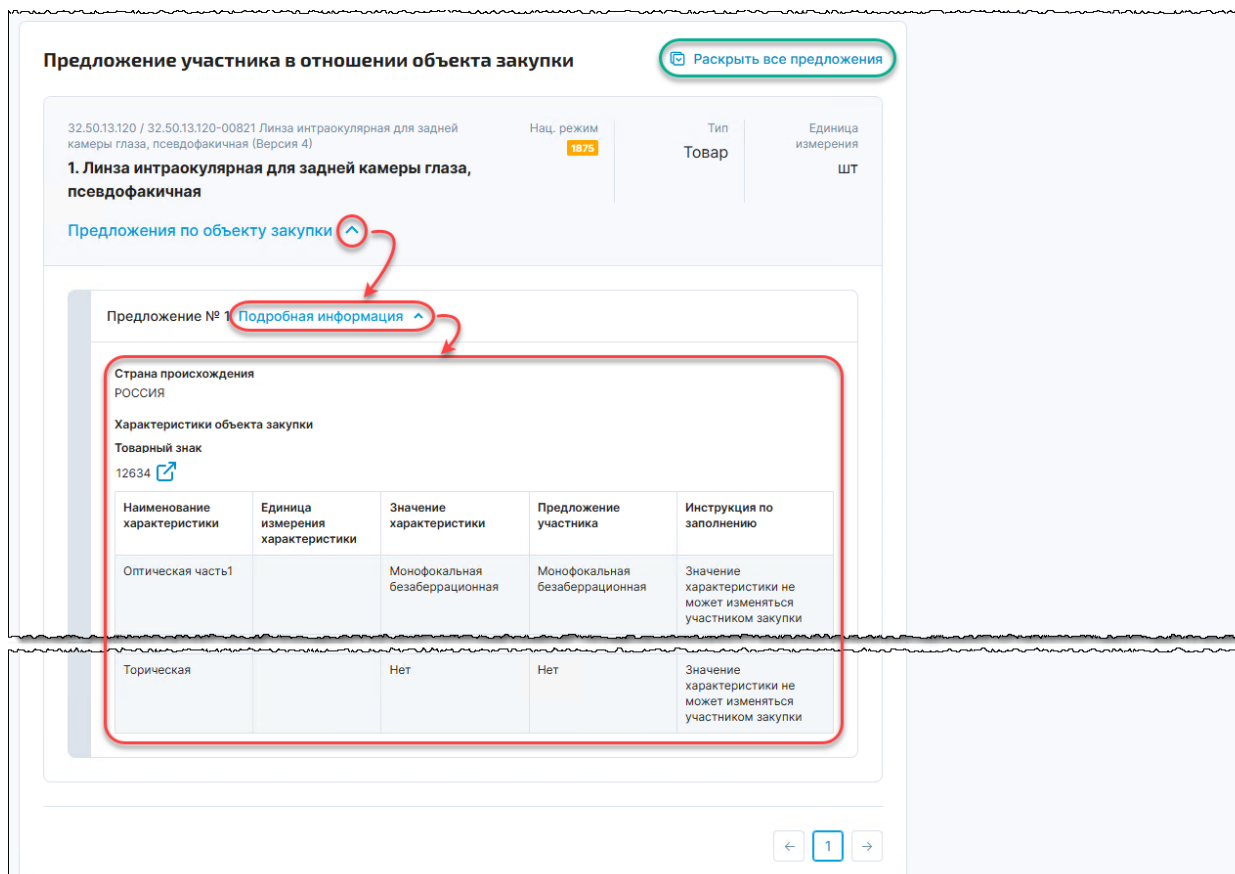 Предложение участника в отношении объекта закупки
Раскрыть все предложения
32.50.13.120 / 32.50.13.120-00821 Линза интраокулярная для задней
камеры глаза, псевдофакичная (Версия 4)
1. Линза интраокулярная для задней камеры глаза,
псевдофакичная
Нац. режим
1875
Тип
Товар
Единица
измерения
шт
Предложения по объекту закупки
Предложение № 1 Подробная информация
Страна происхождения
РОССИЯ
Характеристики объекта закупки
Товарный знак
12634
Наименование
характеристики
Единица
измерения
характеристики
Значение
характеристики
Предложение
участника
Инструкция по
заполнению
Оптическая часть1
Монофокальная
безаберрационная
Монофокальная
безаберрационная
Значение
характеристики не
может изменяться
участником закупки
Торическая
Нет
Нет
Значение
характеристики не
может изменяться
участником закупки
1